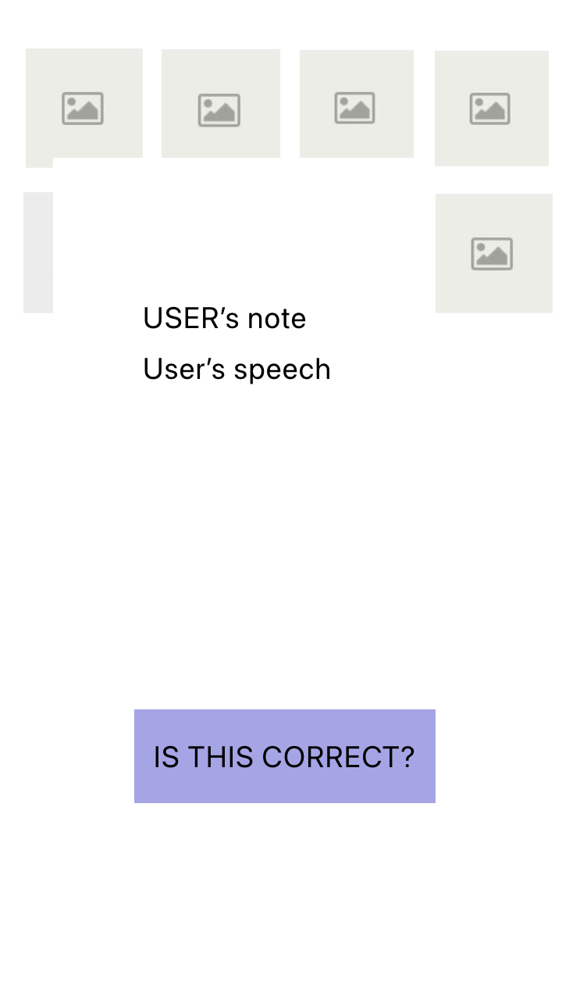 USER’s note
User’s speech
IS THIS CORRECT?